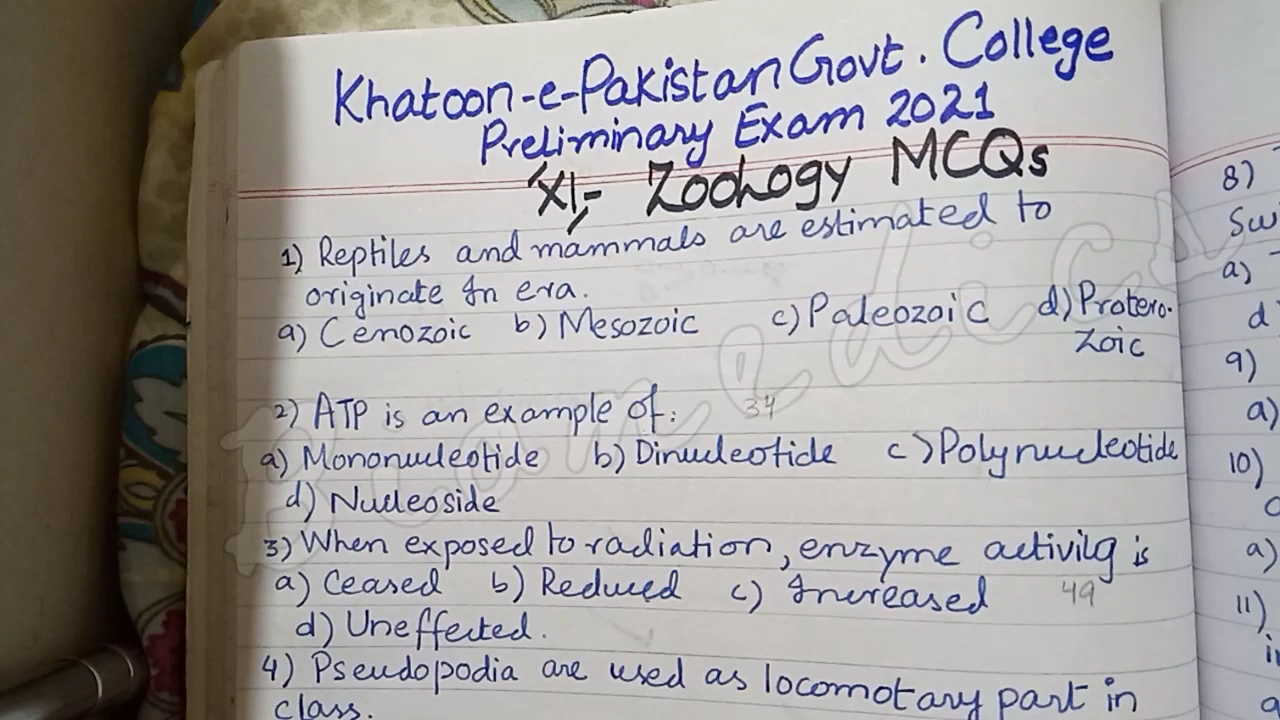 Khatoon-e-Pakistan Govt. College
Preliminary Exam 2021
XI- Zoology MCQs
1) Reptiles and mammals are estimated to
originate In era.
a) Cenozoic b) Mesozoic c) Paleozoic d) Protero-
zoic
2) ATP is an example of: 34
a) Mononucleotide b) Dinucleotide c) Polynucleotide
d) Nucleoside
3) When exposed to radiation, enzyme activity is
a) Ceased b) Reduced c) Increased 49
d) Uneffected.
4) Pseudopodia are used as locomotary part in
class.
8)
a)
d
9)
a)
10)
a)
11)